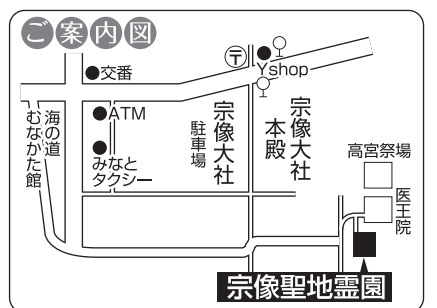 ご案内図
〒
Yshop
交番
ATM
みなと
タクシー
海の道
むなかた館
宗像大社
駐車場
宗像大社
本殿
高宮祭場
医王院
宗像聖地霊園